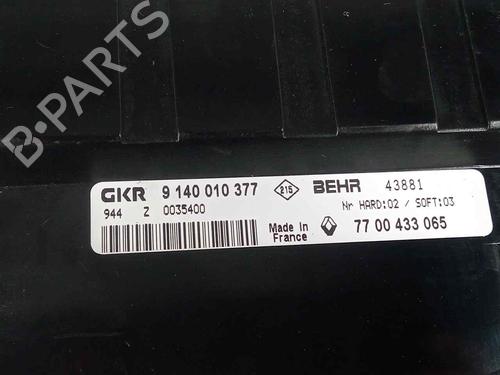 B-PARTS
GKR 9 140 010 377 215 BEHR 43881
944 Z 0035400 Nr HARD:02 / SOFT:03
Made in
France 77 00 433 065